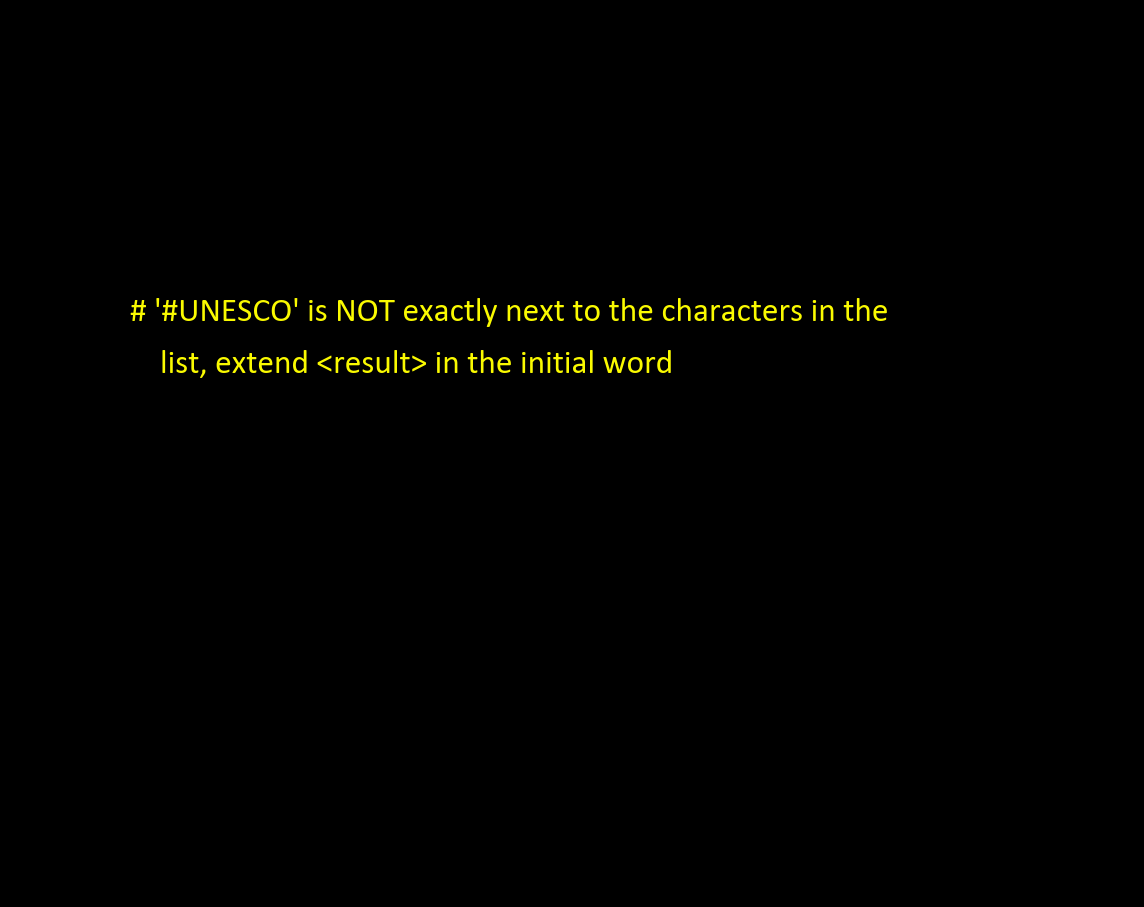 # '#UNESCO' is NOT exactly next to the characters in the
list, extend <result> in the initial word